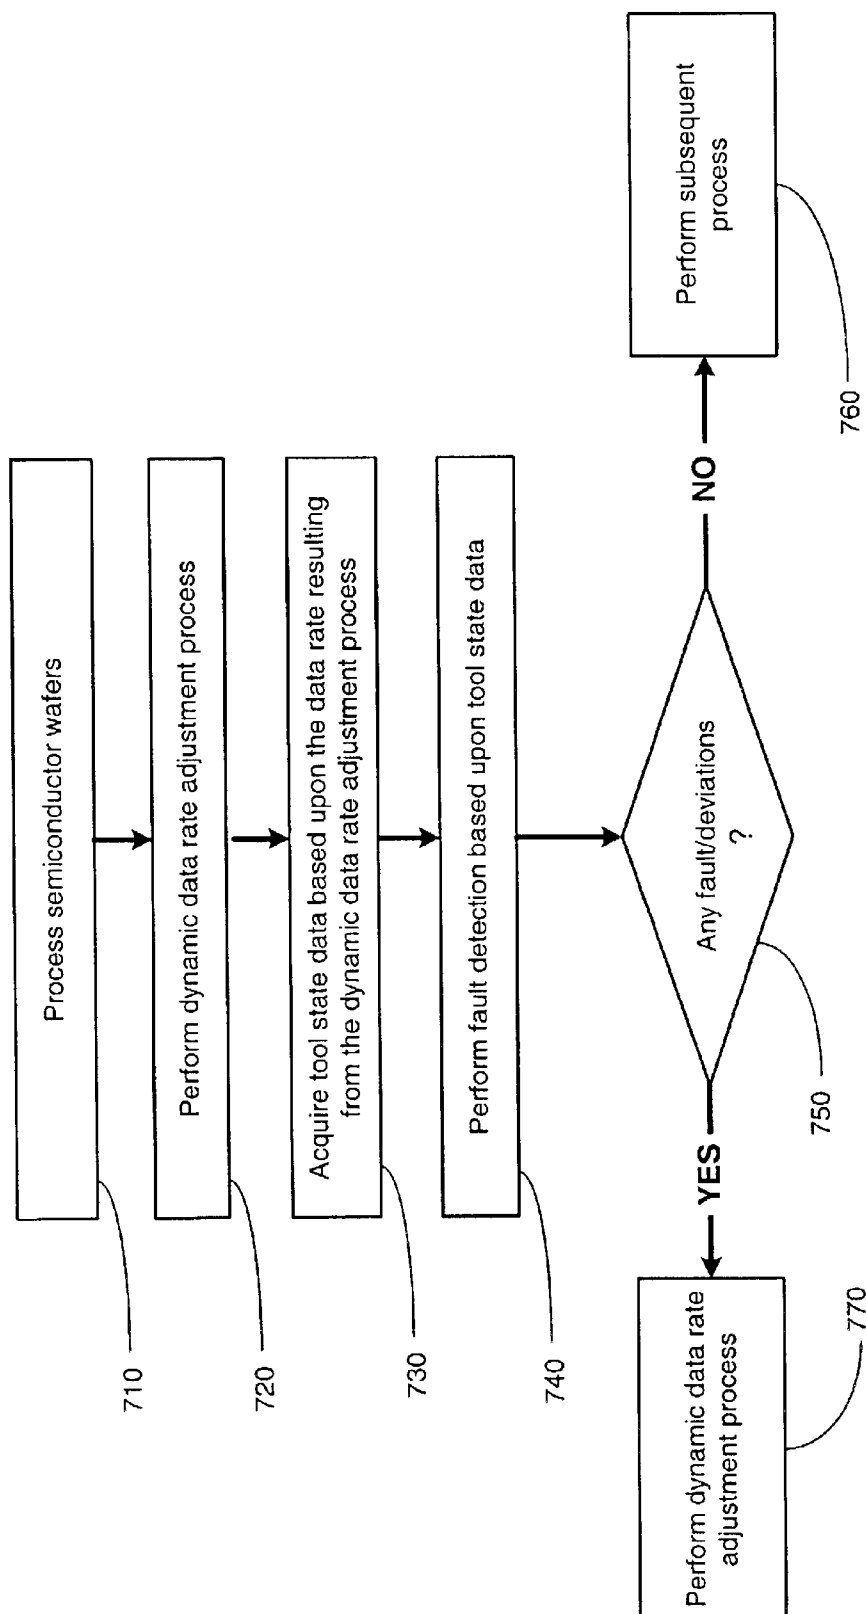 Process semiconductor wafers
710
Perform dynamic data rate adjustment process
720
Acquire tool state data based upon the data rate resulting
from the dynamic data rate adjustment process
730
Perform fault detection based upon tool state data
740
Any fault/deviations
?
750
YES
NO
Perform dynamic data rate
adjustment process
770
Perform subsequent
process
760